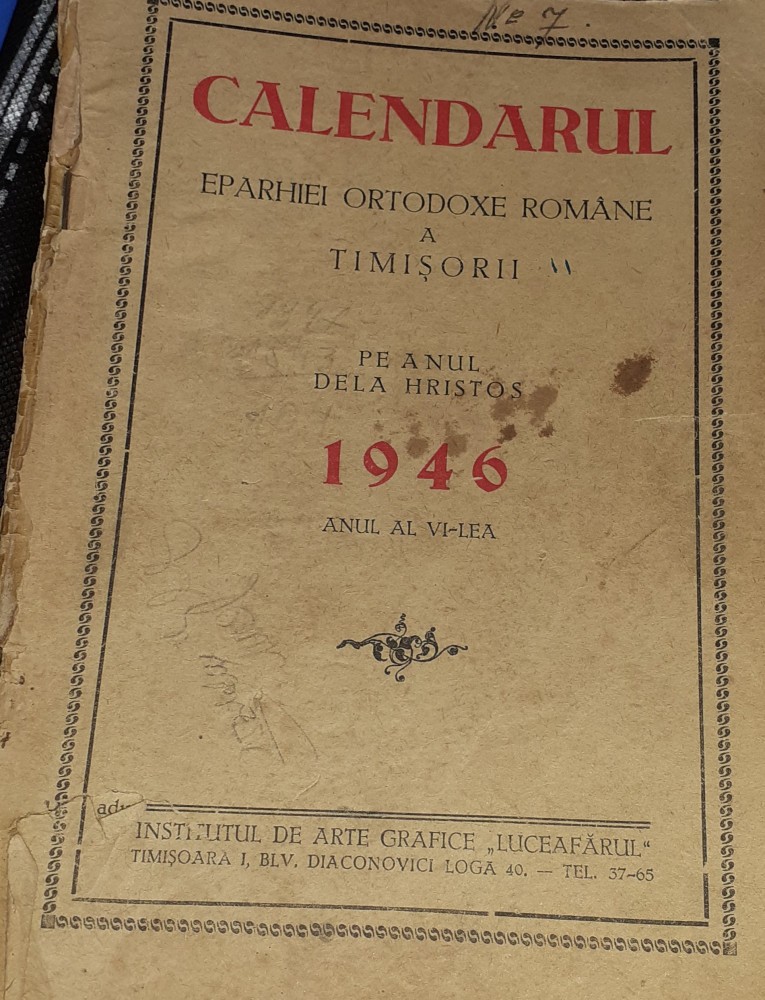 No 7.
CALENDARUL
EPARHIEI ORTODOXE ROMÂNE
A
TIMIȘORII
PE ANUL
DELA HRISTOS
1946
ANUL AL VI-LEA
INSTITUTUL DE ARTE GRAFICE „LUCEAFĂRUL“
TIMIȘOARA I, BLV. DIACONOVICI LOGA 40. — TEL. 37-65